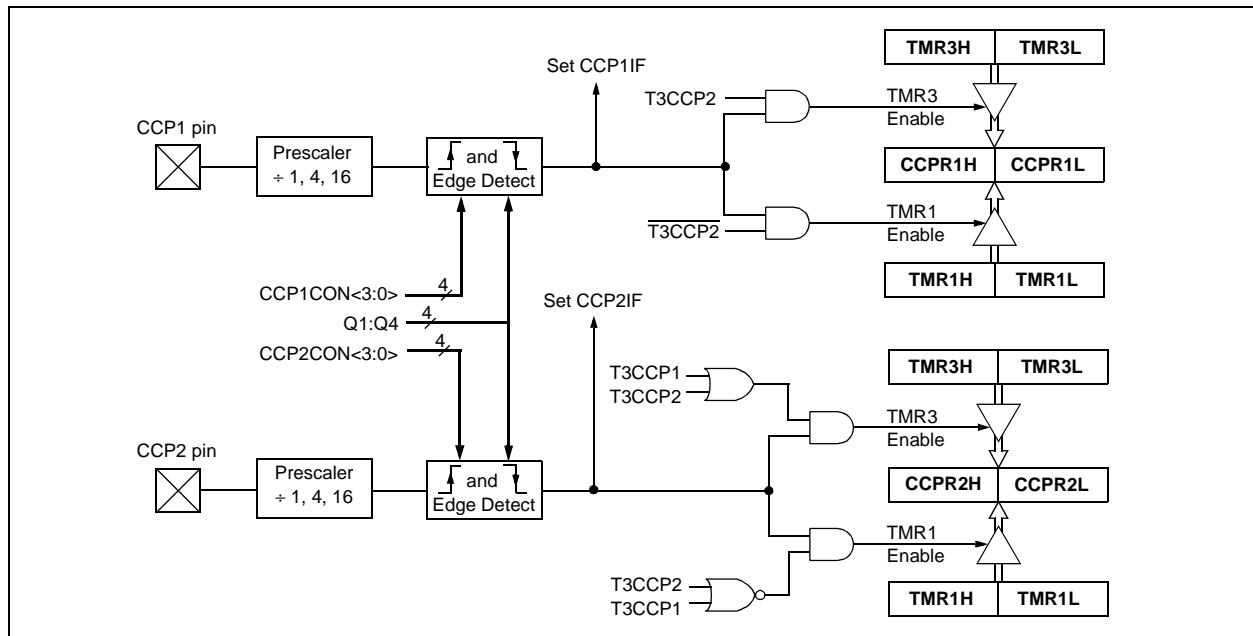 TMR3H TMR3L
Set CCP1IF
T3CCP2
TMR3
Enable
CCP1 pin
Prescaler
÷ 1, 4, 16
and
Edge Detect
CCPR1H CCPR1L
T3CCP2
TMR1
Enable
TMR1H TMR1L
CCP1CON<3:0> 4
Q1:Q4 4
CCP2CON<3:0> 4
Set CCP2IF
TMR3H TMR3L
T3CCP1
T3CCP2
TMR3
Enable
CCP2 pin
Prescaler
÷ 1, 4, 16
and
Edge Detect
CCPR2H CCPR2L
TMR1
Enable
T3CCP2
T3CCP1
TMR1H TMR1L